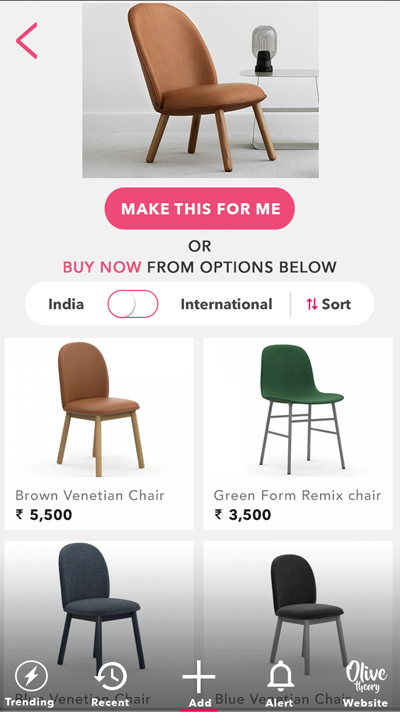 MAKE THIS FOR ME
OR
BUY NOW FROM OPTIONS BELOW
India
International
Sort
Brown Venetian Chair
Green Form Remix chair
₹ 5,500
₹ 3,500
Blue Venetian Chair
Blue Venetian Chair
Trending
Recent
Add
Alert
Olive
theory
Website